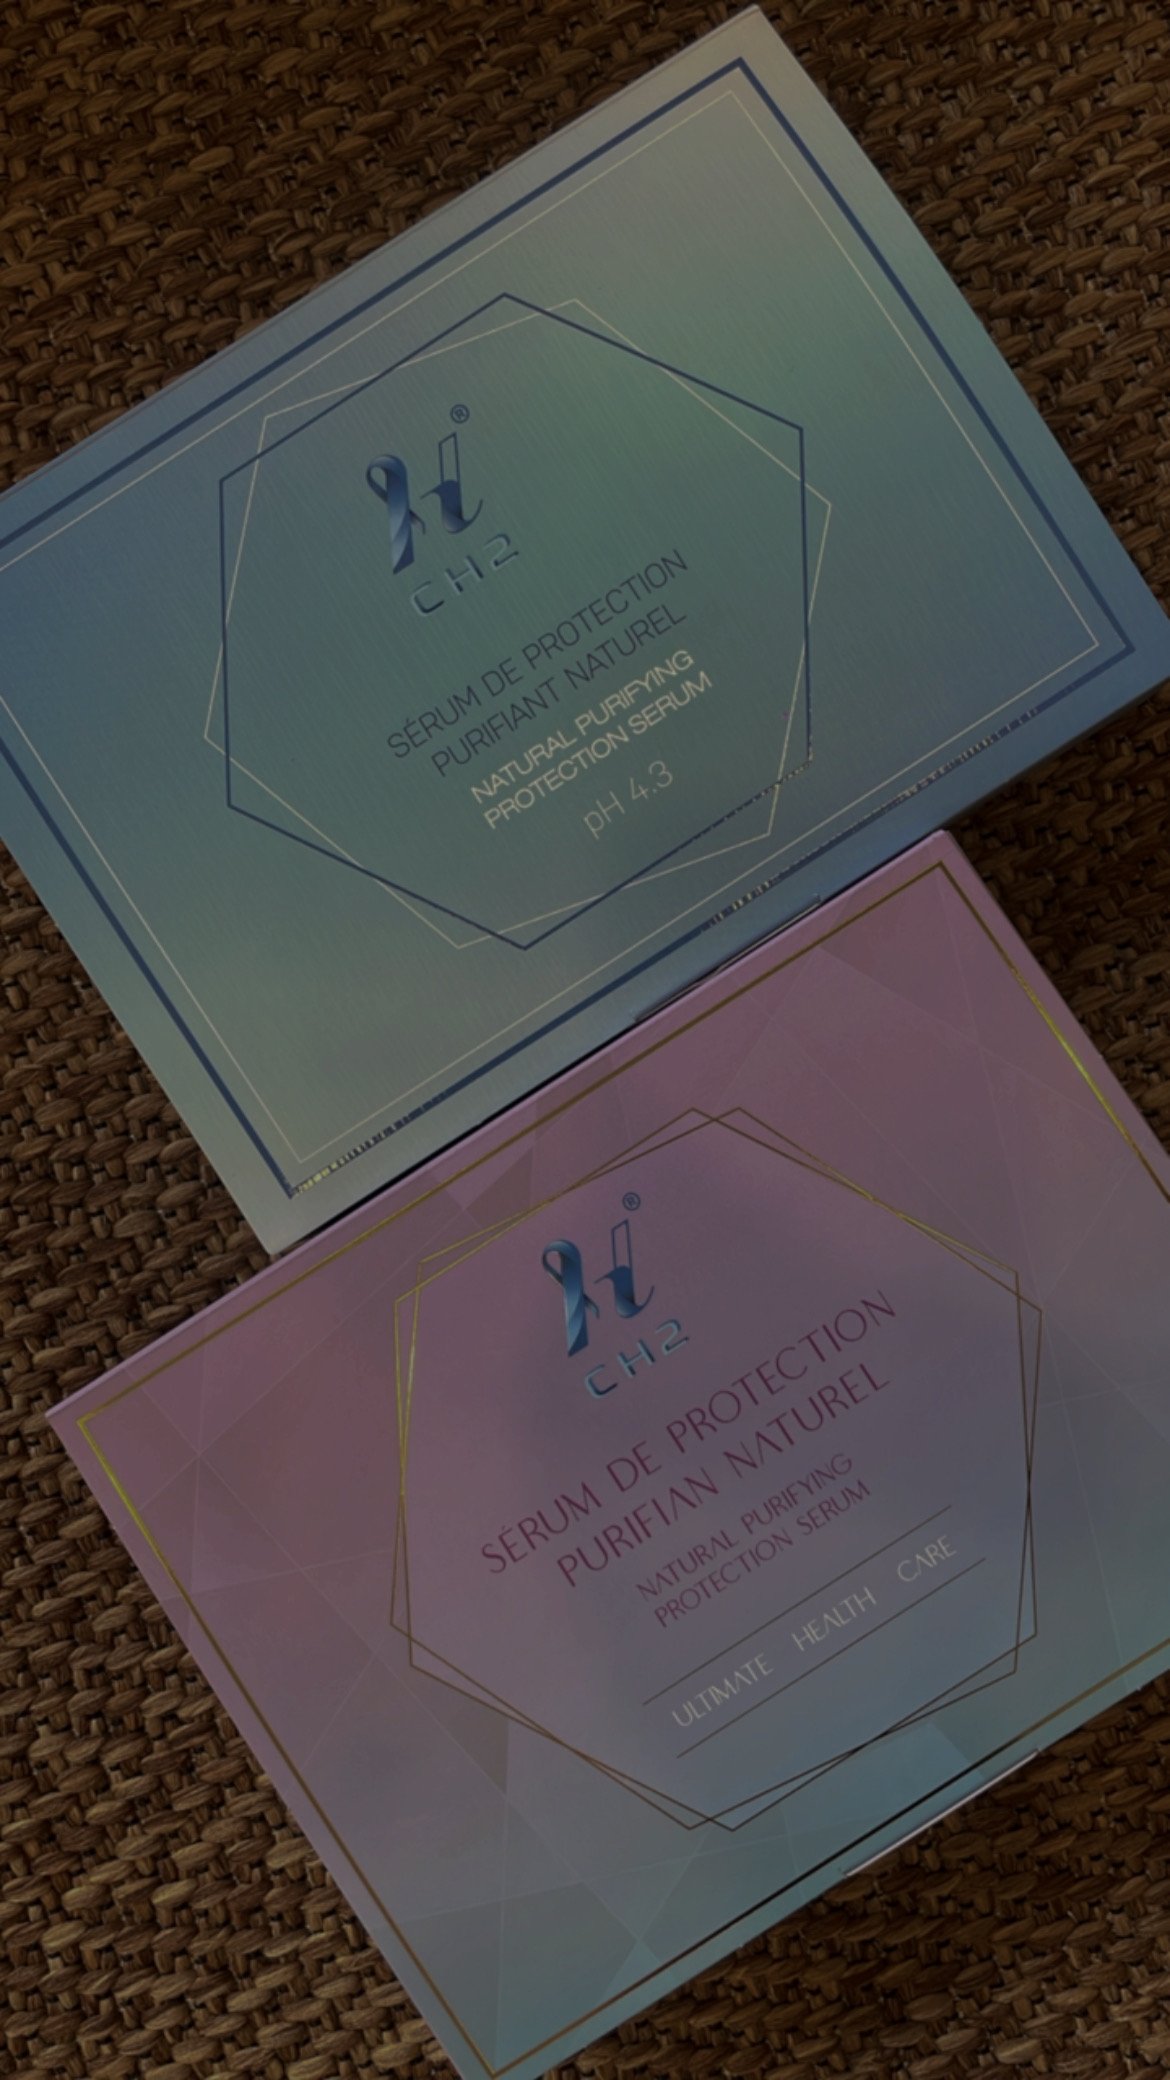 H®
CH2
SÉRUM DE PROTECTION
PURIFIANT NATUREL
NATURAL PURIFYING
PROTECTION SERUM
pH 4.3
H®
CH2
SÉRUM DE PROTECTION
PURIFIAN NATUREL
NATURAL PURIFYING
PROTECTION SERUM
ULTIMATE HEALTH CARE